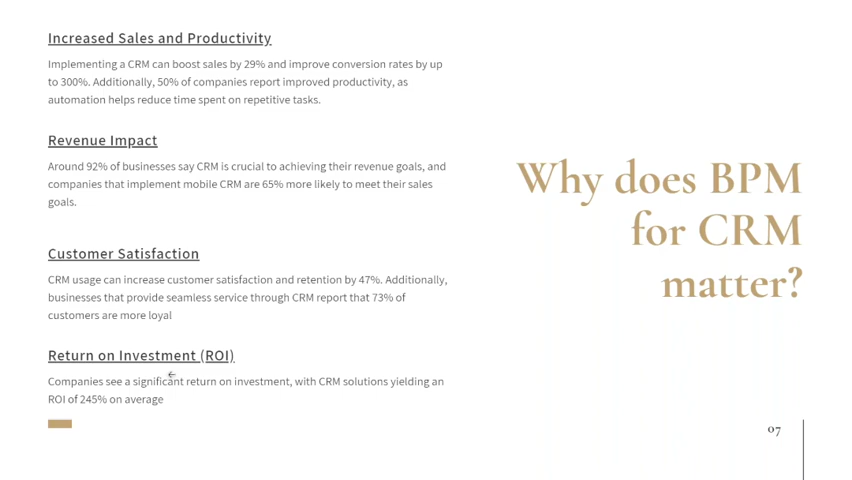 Increased Sales and Productivity
Implementing a CRM can boost sales by 29% and improve conversion rates by up
to 300%. Additionally, 50% of companies report improved productivity, as
automation helps reduce time spent on repetitive tasks.
Revenue Impact
Around 92% of businesses say CRM is crucial to achieving their revenue goals, and
companies that implement mobile CRM are 65% more likely to meet their sales
goals.
Customer Satisfaction
CRM usage can increase customer satisfaction and retention by 47%. Additionally,
businesses that provide seamless service through CRM report that 73% of
customers are more loyal
Return on Investment (ROI)
Companies see a significant return on investment, with CRM solutions yielding an
ROI of 245% on average
Why does BPM
for CRM
matter?
07